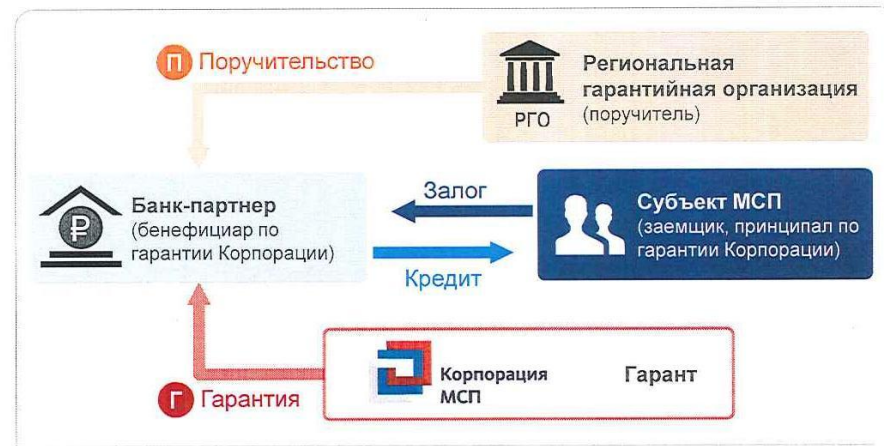 П Поручительство
РГО
Региональная
гарантийная организация
(поручитель)
Банк-партнер
(бенефициар по
гарантии Корпорации)
Залог
Кредит
Субъект МСП
(заемщик, принципал по
гарантии Корпорации)
Г Гарантия
Корпорация
МСП
Гарант